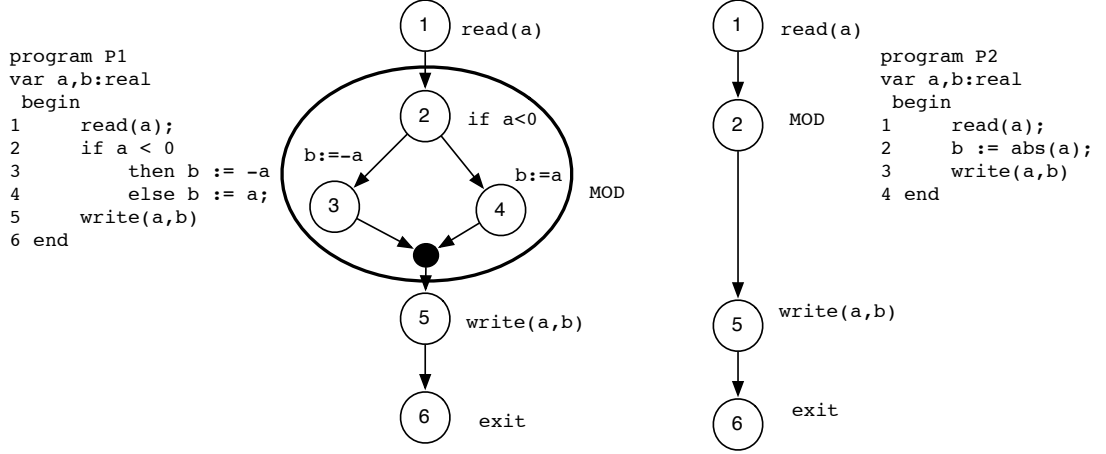 program P1
var a,b:real
begin
1 read(a);
2 if a < 0
3 then b := -a
4 else b := a;
5 write(a,b)
6 end
1
read(a)
2
if a<0
b:=-a
b:=a
3
4
MOD
5
write(a,b)
6
exit
1
read(a)
2
MOD
5
write(a,b)
6
exit
program P2
var a,b:real
begin
1 read(a);
2 b := abs(a);
3 write(a,b)
4 end